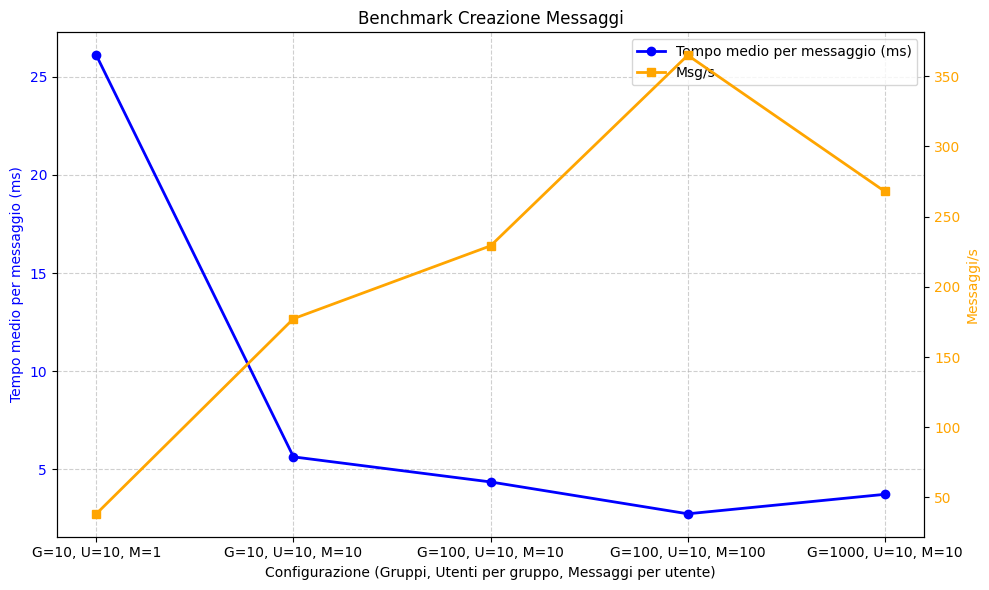 Benchmark Creazione Messaggi
Tempo medio per messaggio (ms)
Msg/s
Tempo medio per messaggio (ms)
25
20
15
10
5
350
300
250
200
150
100
50
Messaggi/s
G=10, U=10, M=1
G=10, U=10, M=10
G=100, U=10, M=10
G=100, U=10, M=100
G=1000, U=10, M=10
Configurazione (Gruppi, Utenti per gruppo, Messaggi per utente)